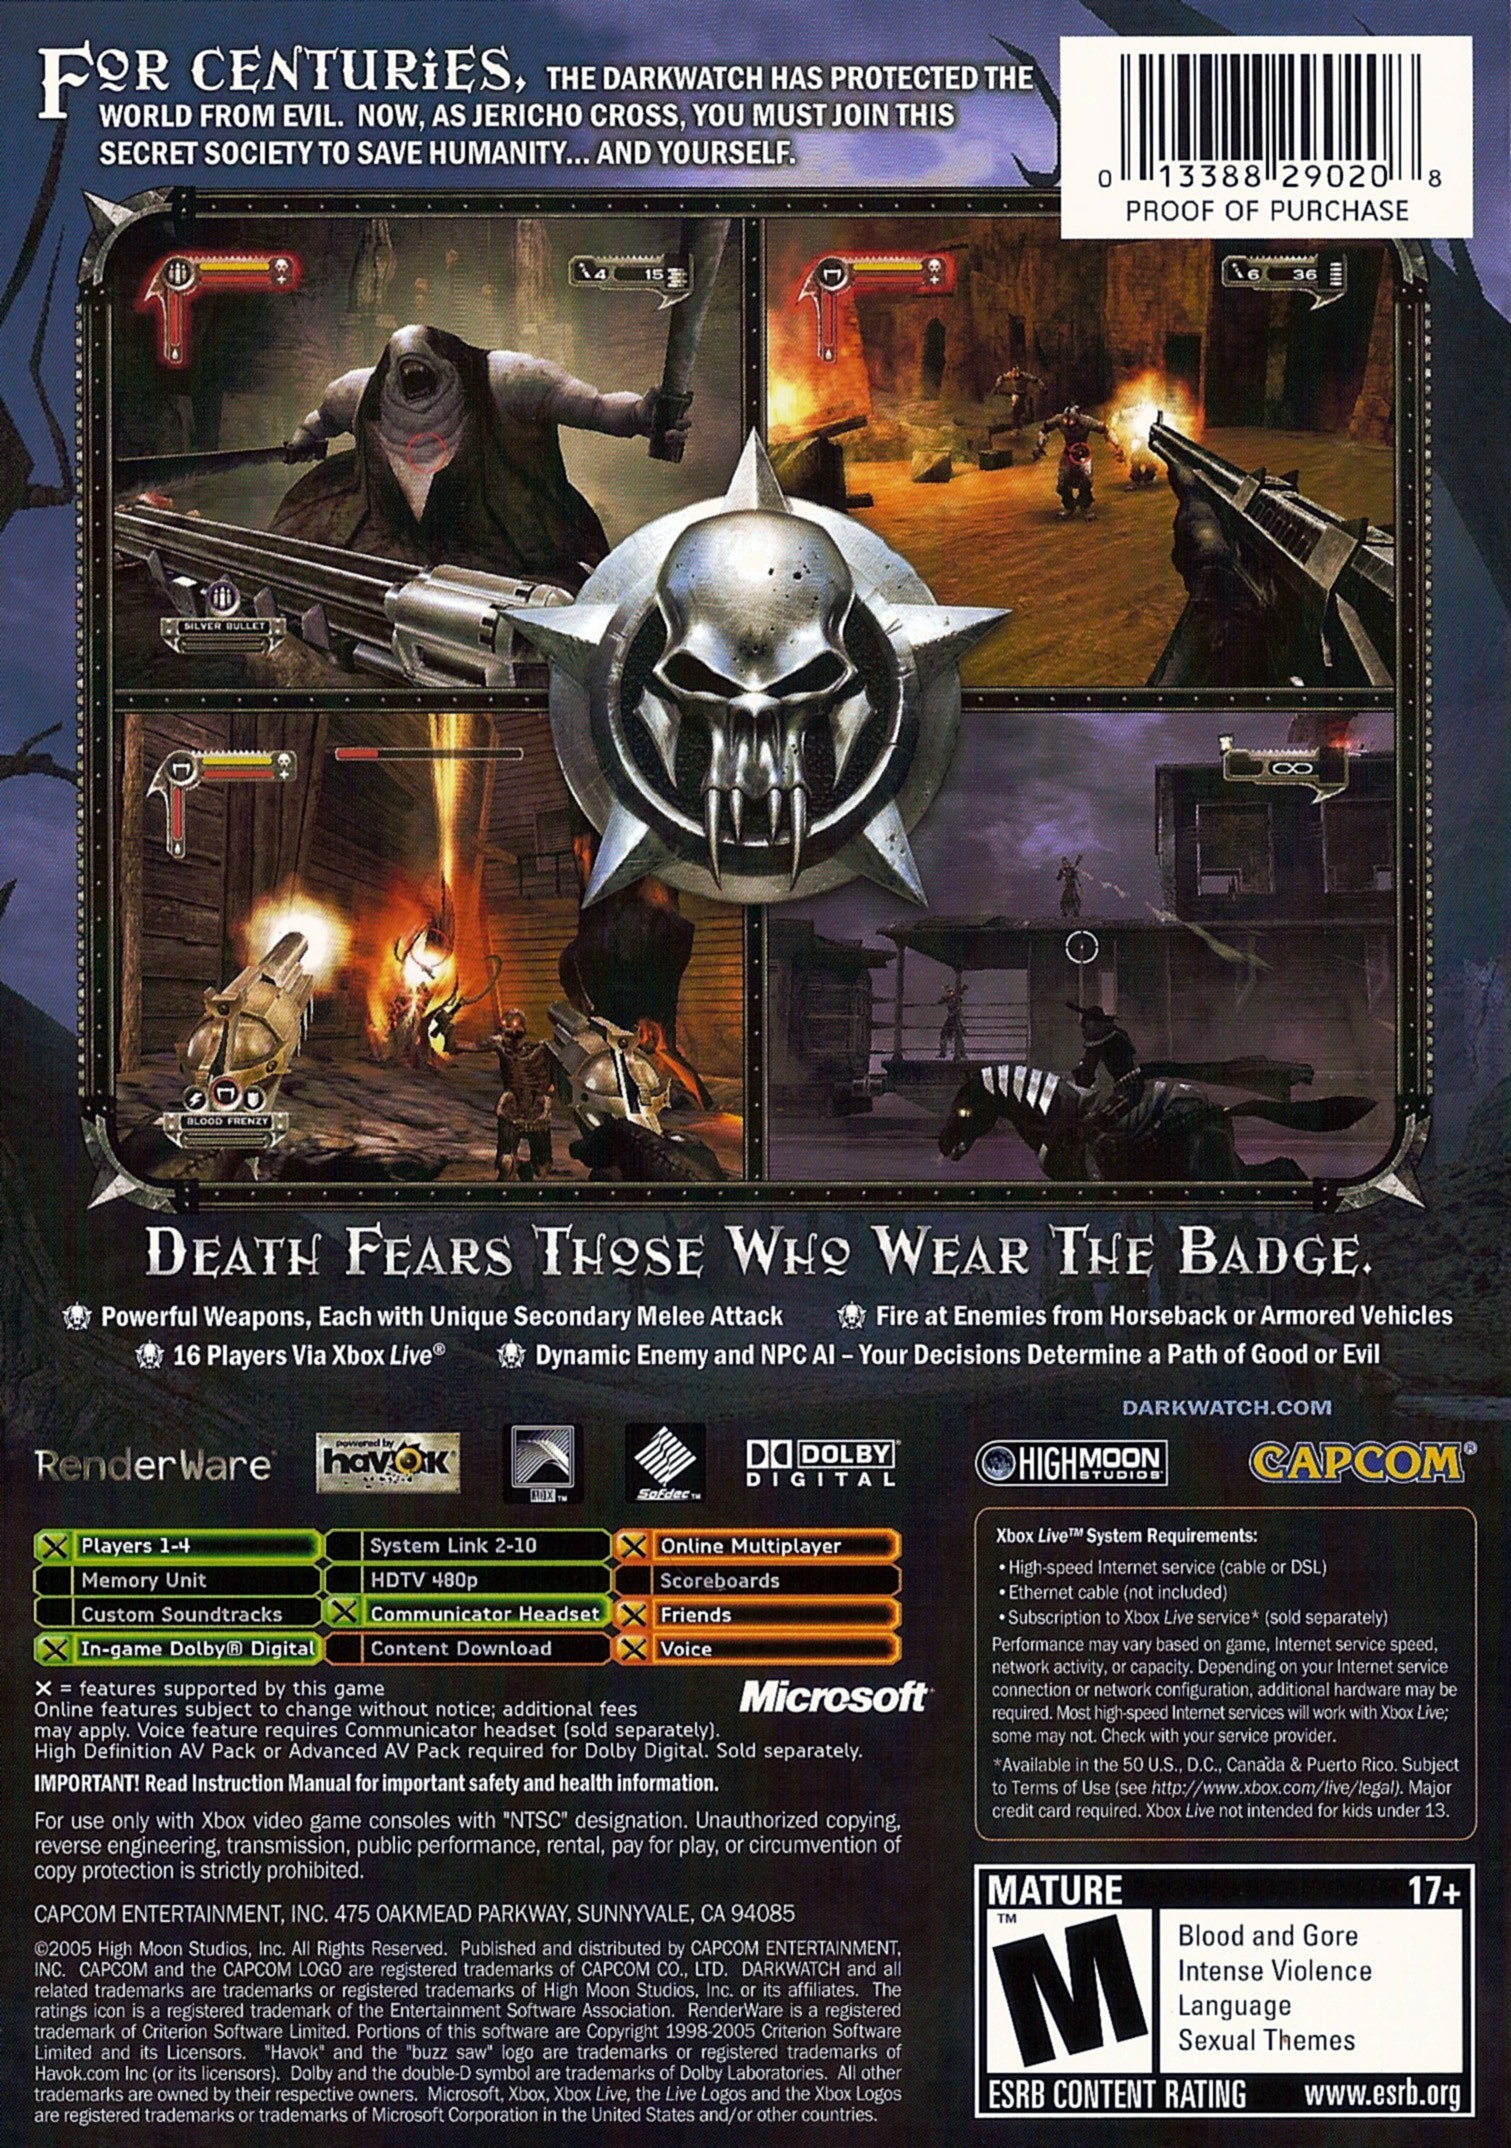 FOR CENTURIES, THE DARKWATCH HAS PROTECTED THE
WORLD FROM EVIL. NOW, AS JERICHO CROSS, YOU MUST JOIN THIS
SECRET SOCIETY TO SAVE HUMANITY... AND YOURSELF.
0 13388 29020 8
PROOF OF PURCHASE
4 15
6 36
SILVER BULLET
∞
BLOOD FRENZY
DEATH FEARS THOSE WHO WEAR THE BADGE.
Powerful Weapons, Each with Unique Secondary Melee Attack
Fire at Enemies from Horseback or Armored Vehicles
16 Players Via Xbox Live®
Dynamic Enemy and NPC AI – Your Decisions Determine a Path of Good or Evil
DARKWATCH.COM
RenderWare
powered by
havok
ADX™
Sofdec™
DOLBY
DIGITAL
HIGHMOON
STUDIOS
CAPCOM®
X Players 1-4
System Link 2-10
X Online Multiplayer
Memory Unit
HDTV 480p
Scoreboards
Custom Soundtracks
X Communicator Headset
X Friends
X In-game Dolby® Digital
Content Download
X Voice
X = features supported by this game
Online features subject to change without notice; additional fees
may apply. Voice feature requires Communicator headset (sold separately).
High Definition AV Pack or Advanced AV Pack required for Dolby Digital. Sold separately.
Microsoft
IMPORTANT! Read Instruction Manual for important safety and health information.
For use only with Xbox video game consoles with "NTSC" designation. Unauthorized copying,
reverse engineering, transmission, public performance, rental, pay for play, or circumvention of
copy protection is strictly prohibited.
CAPCOM ENTERTAINMENT, INC. 475 OAKMEAD PARKWAY, SUNNYVALE, CA 94085
©2005 High Moon Studios, Inc. All Rights Reserved. Published and distributed by CAPCOM ENTERTAINMENT,
INC. CAPCOM and the CAPCOM LOGO are registered trademarks of CAPCOM CO., LTD. DARKWATCH and all
related trademarks are trademarks or registered trademarks of High Moon Studios, Inc. or its affiliates. The
ratings icon is a registered trademark of the Entertainment Software Association. RenderWare is a registered
trademark of Criterion Software Limited. Portions of this software are Copyright 1998-2005 Criterion Software
Limited and its Licensors. "Havok" and the "buzz saw" logo are trademarks or registered trademarks of
Havok.com Inc (or its licensors). Dolby and the double-D symbol are trademarks of Dolby Laboratories. All other
trademarks are owned by their respective owners. Microsoft, Xbox, Xbox Live, the Live Logos and the Xbox Logos
are registered trademarks or trademarks of Microsoft Corporation in the United States and/or other countries.
Xbox Live™ System Requirements:
• High-speed Internet service (cable or DSL)
• Ethernet cable (not included)
• Subscription to Xbox Live service* (sold separately)
Performance may vary based on game, Internet service speed,
network activity, or capacity. Depending on your Internet service
connection or network configuration, additional hardware may be
required. Most high-speed Internet services will work with Xbox Live;
some may not. Check with your service provider.
*Available in the 50 U.S., D.C., Canada & Puerto Rico. Subject
to Terms of Use (see http://www.xbox.com/live/legal). Major
credit card required. Xbox Live not intended for kids under 13.
MATURE 17+
™
M
Blood and Gore
Intense Violence
Language
Sexual Themes
ESRB CONTENT RATING www.esrb.org